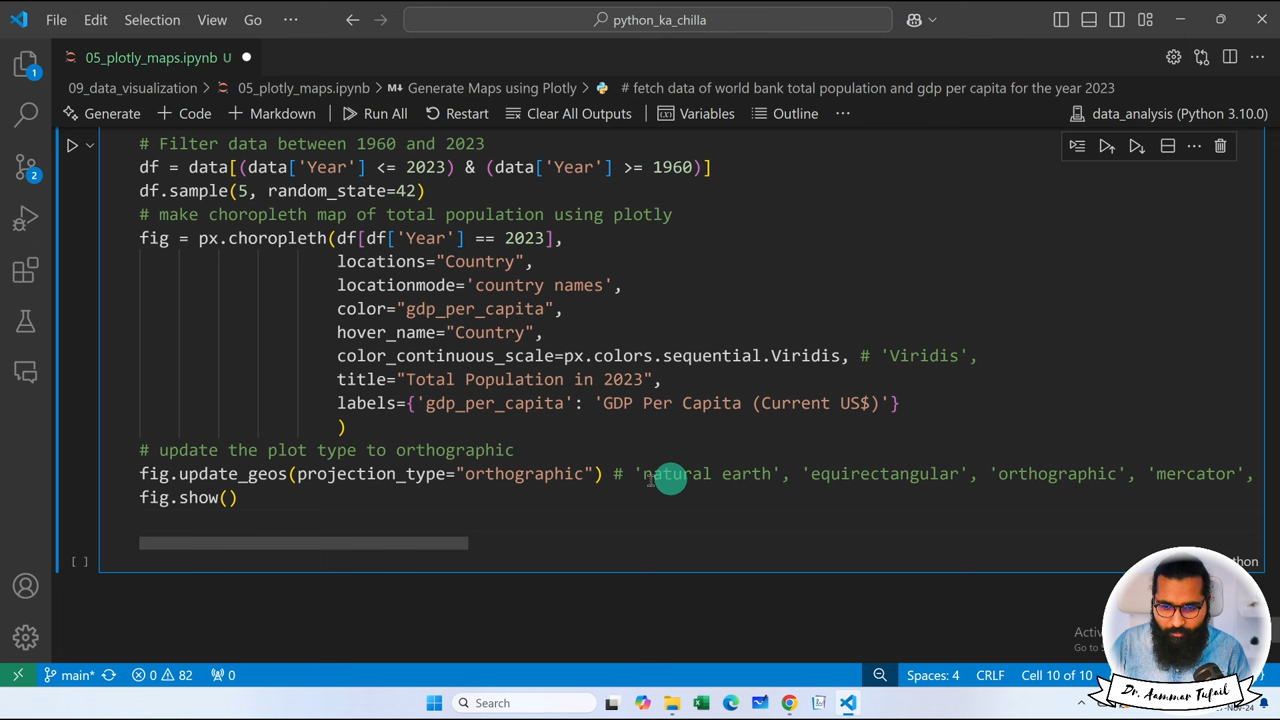 File Edit Selection View Go ··· python_ka_chilla
05_plotly_maps.ipynb U
09_data_visualization > 05_plotly_maps.ipynb > Generate Maps using Plotly > # fetch data of world bank total population and gdp per capita for the year 2023
Generate + Code + Markdown Run All Restart Clear All Outputs Variables Outline ··· data_analysis (Python 3.10.0)
# Filter data between 1960 and 2023
df = data[(data['Year'] <= 2023) & (data['Year'] >= 1960)]
df.sample(5, random_state=42)
# make choropleth map of total population using plotly
fig = px.choropleth(df[df['Year'] == 2023],
locations="Country",
locationmode='country names',
color="gdp_per_capita",
hover_name="Country",
color_continuous_scale=px.colors.sequential.Viridis, # 'Viridis',
title="Total Population in 2023",
labels={'gdp_per_capita': 'GDP Per Capita (Current US$)'}
)
# update the plot type to orthographic
fig.update_geos(projection_type="orthographic") # 'natural earth', 'equirectangular', 'orthographic', 'mercator',
fig.show()
[ ]
main* 0 82 0 Spaces: 4 CRLF Cell 10 of 10
Search
Dr. Aammar Tufail